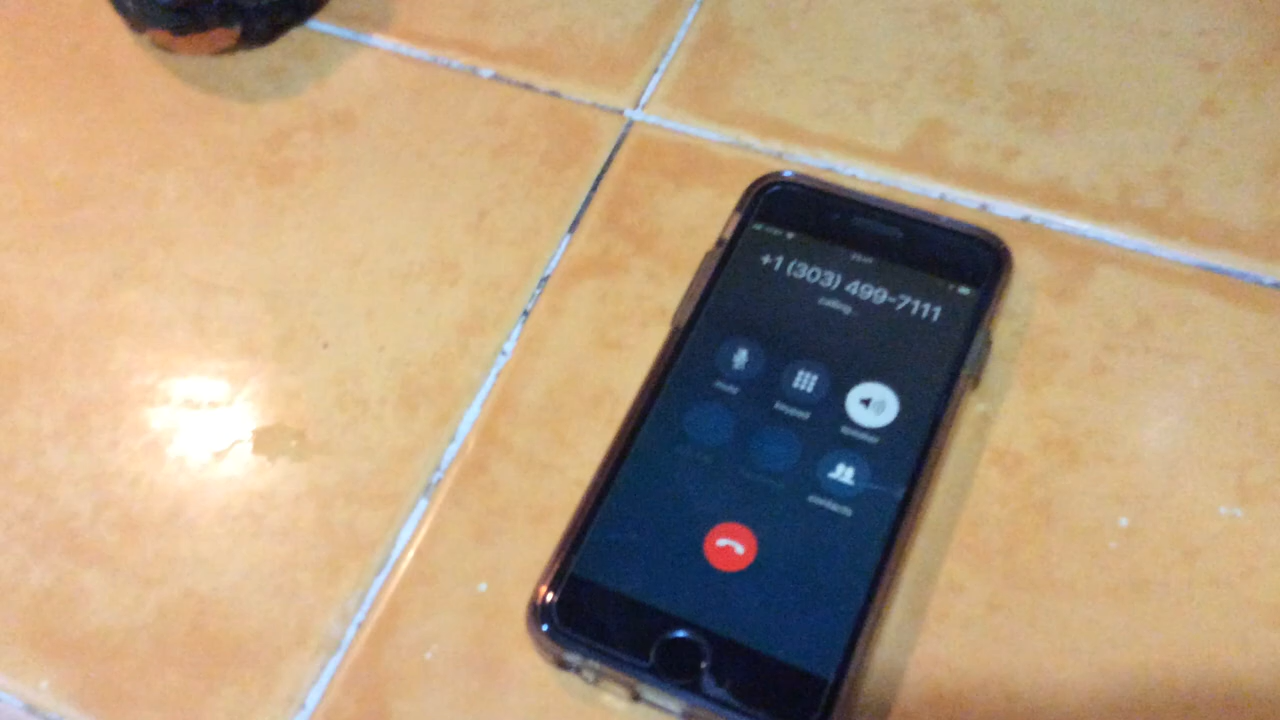 +1 (303) 499-7111
calling...
mute
keypad
speaker
contacts